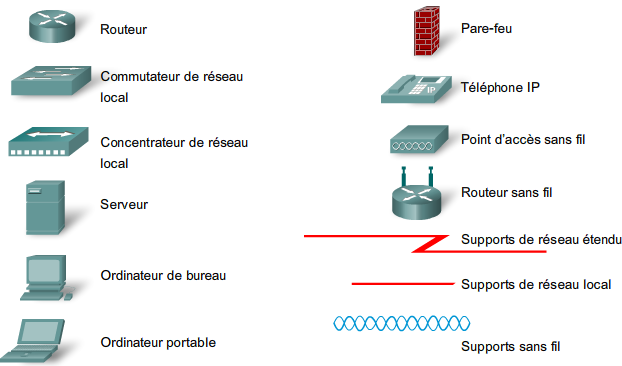 Routeur
Commutateur de réseau
local
Concentrateur de réseau
local
Serveur
Ordinateur de bureau
Ordinateur portable
Pare-feu
IP
Téléphone IP
Point d'accès sans fil
Routeur sans fil
Supports de réseau étendu
Supports de réseau local
Supports sans fil